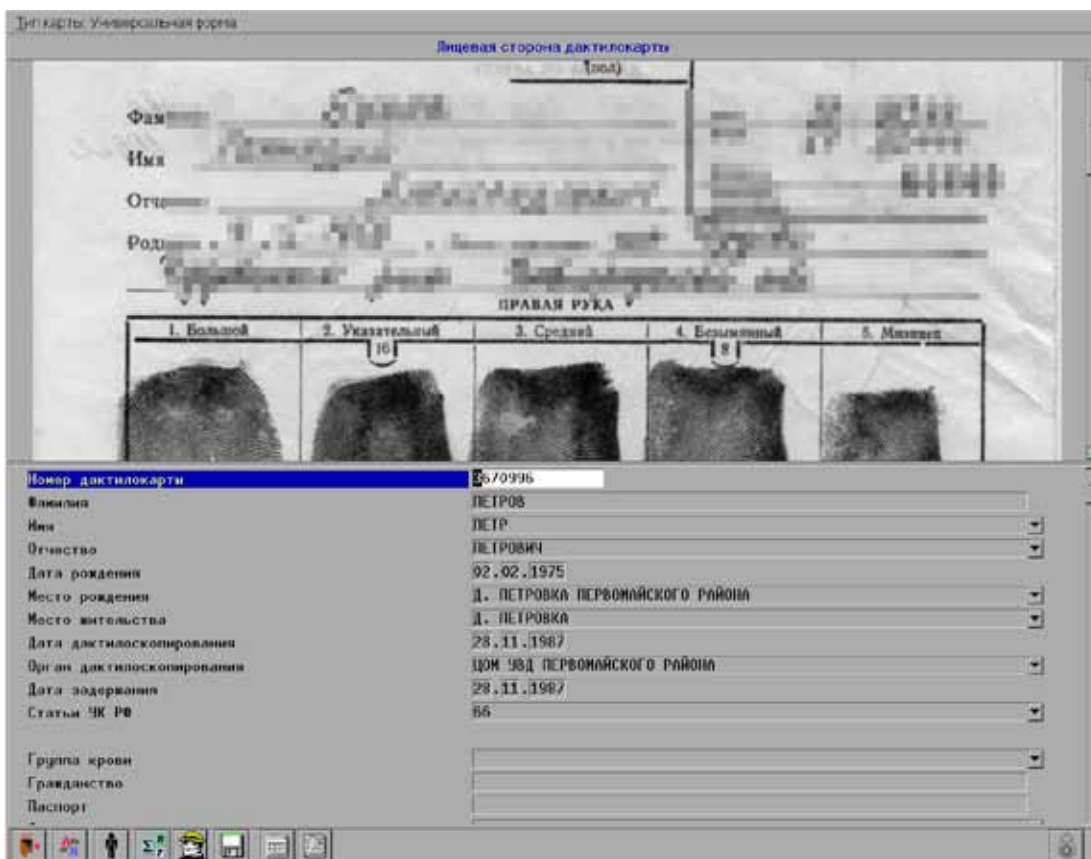 Тип карты: Универсальная форма
Лицевая сторона дактилокарты
(пол)
Фам
Имя
Отч
Род
ПРАВАЯ РУКА
1. Большой 2. Указательный 3. Средний 4. Безымянный 5. Мизинец
16 8
Номер дактилокарты 3670996
Фамилия ПЕТРОВ
Имя ПЕТР
Отчество ПЕТРОВИЧ
Дата рождения 02.02.1975
Место рождения Д. ПЕТРОВКА ПЕРВОМАЙСКОГО РАЙОНА
Место жительства Д. ПЕТРОВКА
Дата дактилоскопирования 28.11.1987
Орган дактилоскопирования ЦОМ УВД ПЕРВОМАЙСКОГО РАЙОНА
Дата задержания 28.11.1987
Статьи УК РФ 66
Группа крови
Гражданство
Паспорт